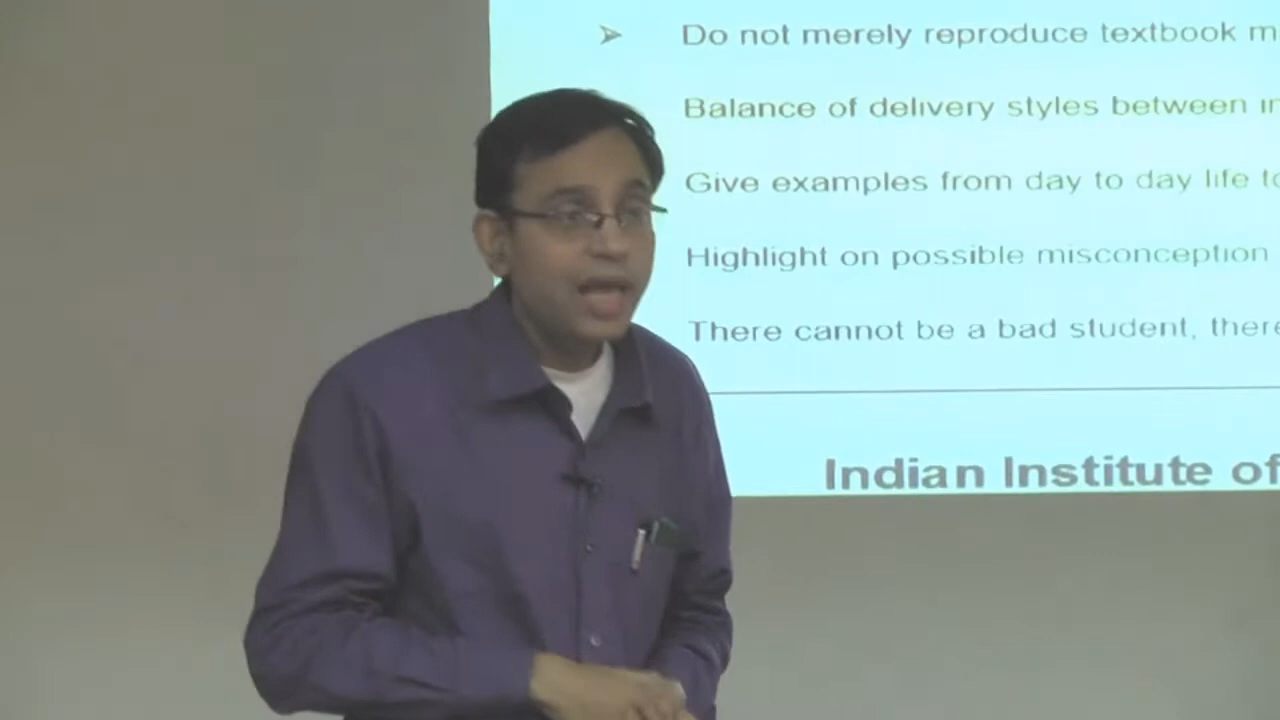 Do not merely reproduce textbook
Balance of delivery styles between
Give examples from day to day life
Highlight on possible misconception
There cannot be a bad student,
Indian Institute of